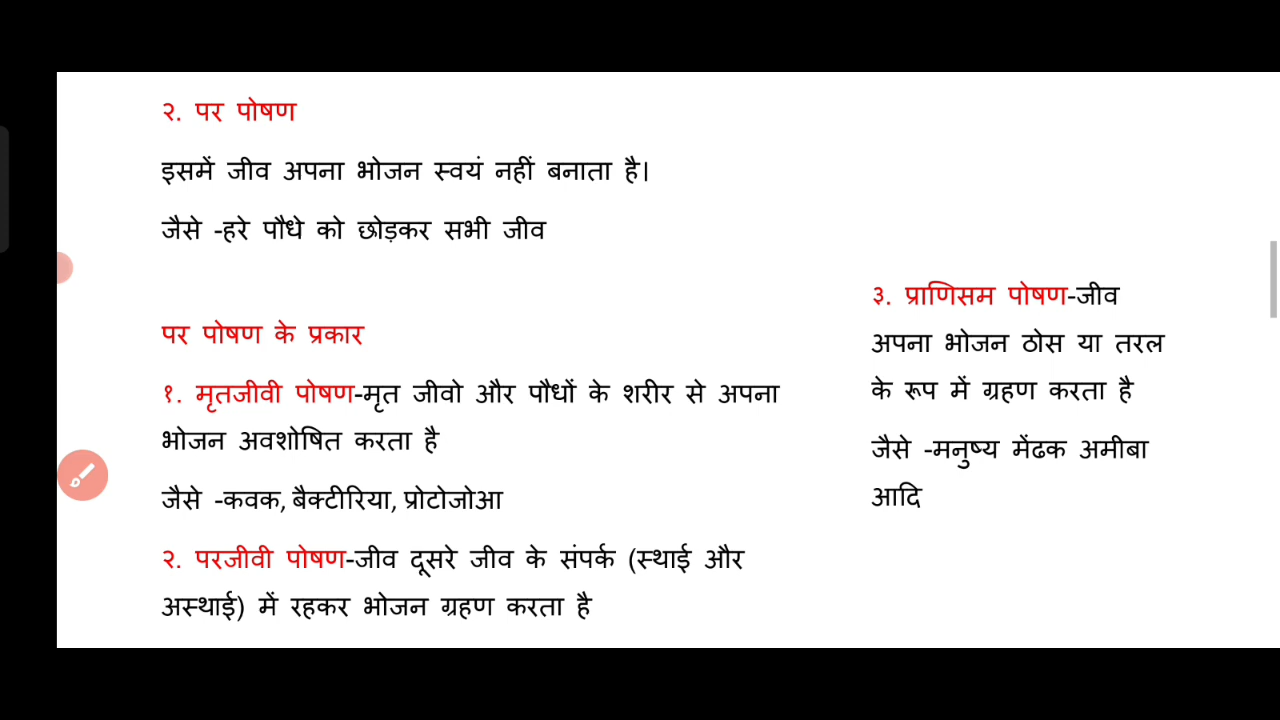 २. पर पोषण
इसमें जीव अपना भोजन स्वयं नहीं बनाता है।
जैसे -हरे पौधे को छोड़कर सभी जीव
पर पोषण के प्रकार
१. मृतजीवी पोषण-मृत जीवो और पौधों के शरीर से अपना
भोजन अवशोषित करता है
जैसे -कवक, बैक्टीरिया, प्रोटोजोआ
२. परजीवी पोषण-जीव दूसरे जीव के संपर्क (स्थाई और
अस्थाई) में रहकर भोजन ग्रहण करता है
३. प्राणिसम पोषण-जीव
अपना भोजन ठोस या तरल
के रूप में ग्रहण करता है
जैसे -मनुष्य मेंढक अमीबा
आदि